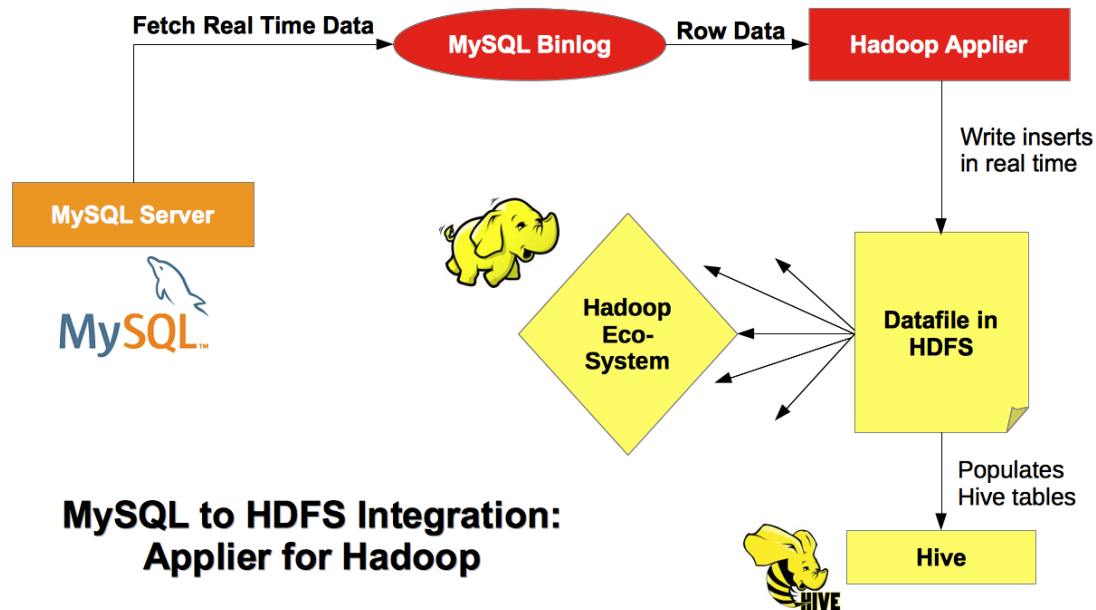 Fetch Real Time Data
MySQL Binlog
Row Data
Hadoop Applier
Write inserts
in real time
MySQL Server
MySQL™
Hadoop
Eco-
System
Datafile in
HDFS
Populates
Hive tables
MySQL to HDFS Integration:
Applier for Hadoop
HIVE
Hive